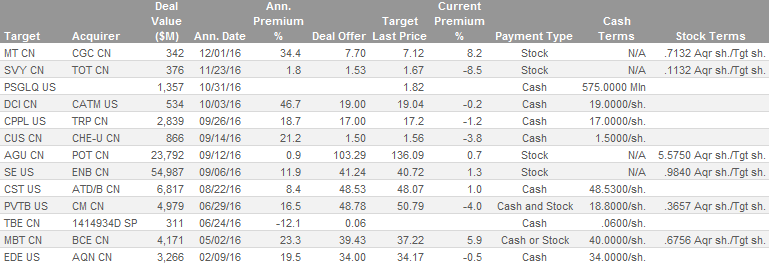 Target Acquirer Deal Value ($M) Ann. Date Ann. Premium % Deal Offer Target Last Price Current Premium % Payment Type Cash Terms Stock Terms
MT CN CGC CN 342 12/01/16 34.4 7.70 7.12 8.2 Stock N/A .7132 Aqr sh./Tgt sh.
SVY CN TOT CN 376 11/23/16 1.8 1.53 1.67 -8.5 Stock N/A .1132 Aqr sh./Tgt sh.
PSGLQ US 1,357 10/31/16 1.82 Cash 575.0000 Mln
DCI CN CATM US 534 10/03/16 46.7 19.00 19.04 -0.2 Cash 19.0000/sh.
CPPL US TRP CN 2,839 09/26/16 18.7 17.00 17.2 -1.2 Cash 17.0000/sh.
CUS CN CHE-U CN 866 09/14/16 21.2 1.50 1.56 -3.8 Cash 1.5000/sh.
AGU CN POT CN 23,792 09/12/16 0.9 103.29 136.09 0.7 Stock N/A 5.5750 Aqr sh./Tgt sh.
SE US ENB CN 54,987 09/06/16 11.9 41.24 40.72 1.3 Stock N/A .9840 Aqr sh./Tgt sh.
CST US ATD/B CN 6,817 08/22/16 8.4 48.53 48.07 1.0 Cash 48.5300/sh.
PVTB US CM CN 4,979 06/29/16 16.5 48.78 50.79 -4.0 Cash and Stock 18.8000/sh. .3657 Aqr sh./Tgt sh.
TBE CN 1414934D SP 311 06/24/16 -12.1 0.06 Cash .0600/sh.
MBT CN BCE CN 4,171 05/02/16 23.3 39.43 37.22 5.9 Cash or Stock 40.0000/sh. .6756 Aqr sh./Tgt sh.
EDE US AQN CN 3,266 02/09/16 19.5 34.00 34.17 -0.5 Cash 34.0000/sh.